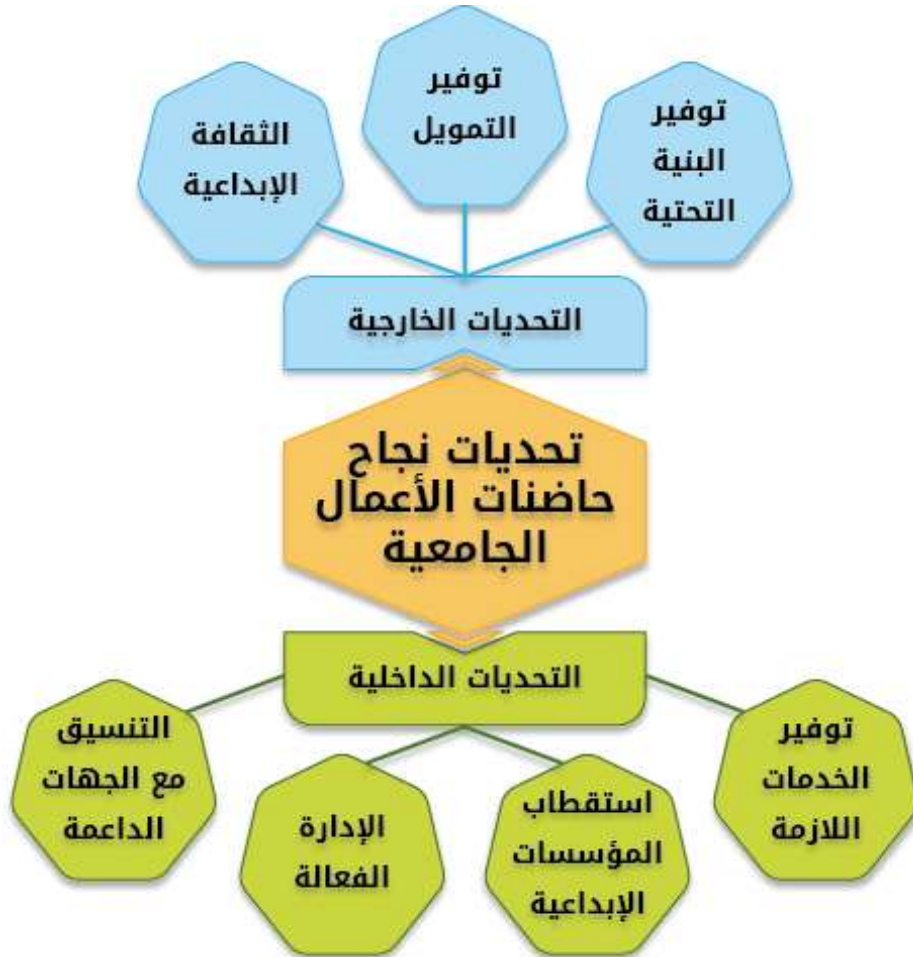 توفير
البنية
التحتية
توفير
التمويل
الثقافة
الإبداعية
التحديات الخارجية
تحديات نجاح
حاضنات الأعمال
الجامعية
التحديات الداخلية
توفير
الخدمات
اللازمة
استقطاب
المؤسسات
الإبداعية
الإدارة
الفعالة
التنسيق
مع الجهات
الداعمة